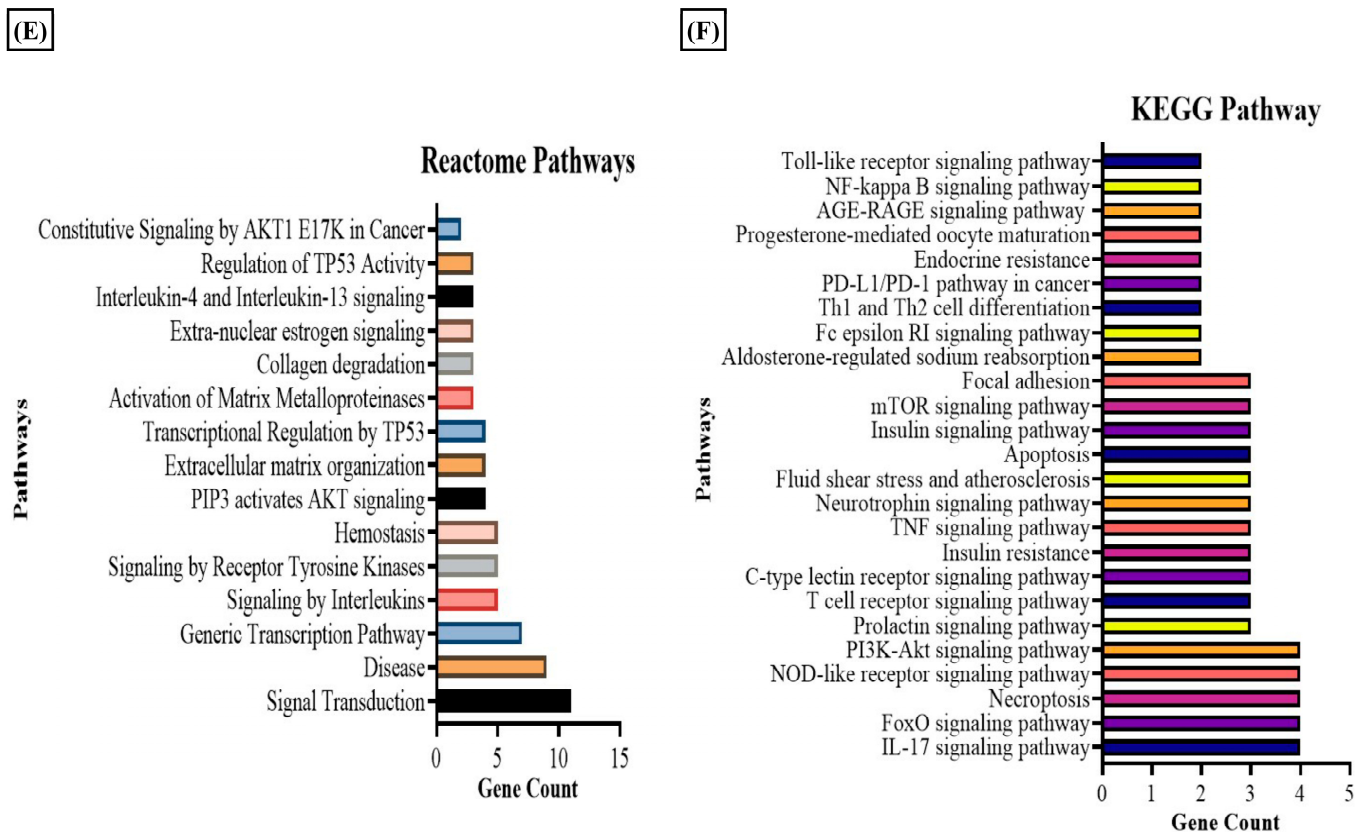 (E)
Reactome Pathways
Pathways
Constitutive Signaling by AKT1 E17K in Cancer
Regulation of TP53 Activity
Interleukin-4 and Interleukin-13 signaling
Extra-nuclear estrogen signaling
Collagen degradation
Activation of Matrix Metalloproteinases
Transcriptional Regulation by TP53
Extracellular matrix organization
PIP3 activates AKT signaling
Hemostasis
Signaling by Receptor Tyrosine Kinases
Signaling by Interleukins
Generic Transcription Pathway
Disease
Signal Transduction
0 5 10 15
Gene Count
(F)
KEGG Pathway
Pathways
Toll-like receptor signaling pathway
NF-kappa B signaling pathway
AGE-RAGE signaling pathway
Progesterone-mediated oocyte maturation
Endocrine resistance
PD-L1/PD-1 pathway in cancer
Th1 and Th2 cell differentiation
Fc epsilon RI signaling pathway
Aldosterone-regulated sodium reabsorption
Focal adhesion
mTOR signaling pathway
Insulin signaling pathway
Apoptosis
Fluid shear stress and atherosclerosis
Neurotrophin signaling pathway
TNF signaling pathway
Insulin resistance
C-type lectin receptor signaling pathway
T cell receptor signaling pathway
Prolactin signaling pathway
PI3K-Akt signaling pathway
NOD-like receptor signaling pathway
Necroptosis
FoxO signaling pathway
IL-17 signaling pathway
0 1 2 3 4 5
Gene Count